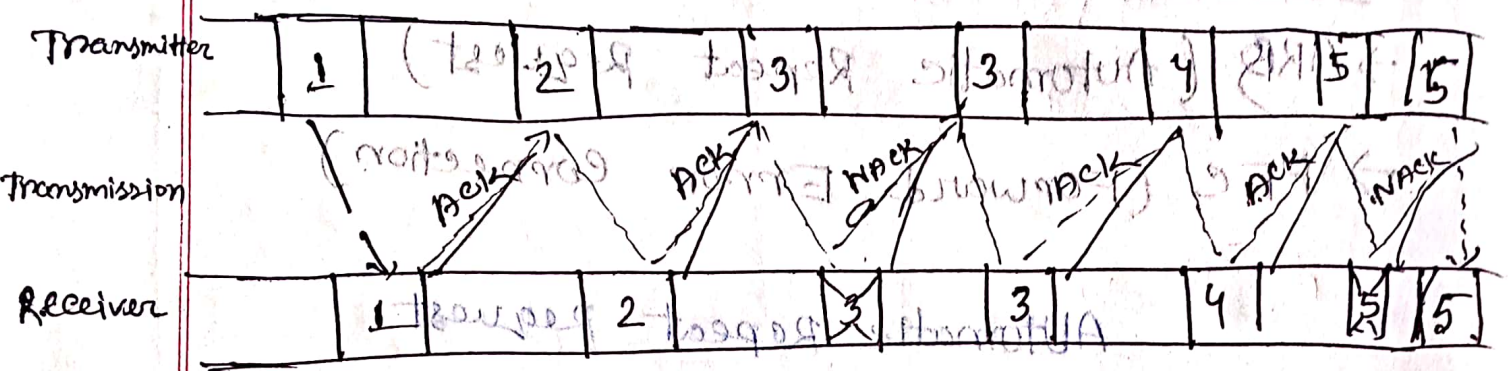 Transmitter 1 2 3 3 4 5 5
Transmission ACK ACK NACK ACK ACK NACK
Receiver 1 2 3 3 4 5 5